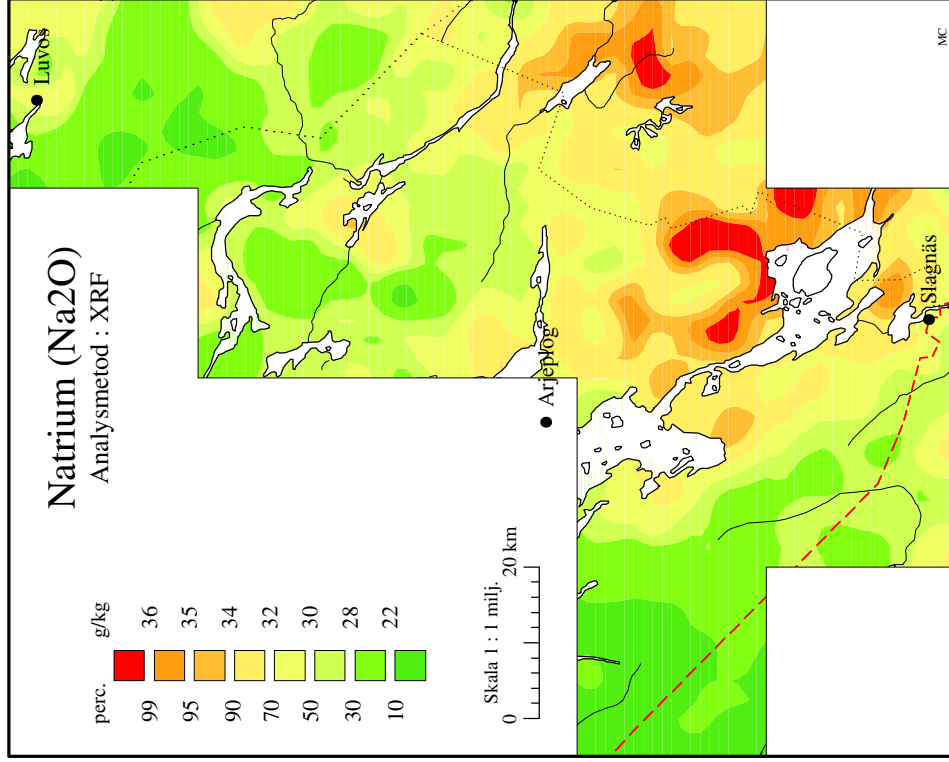 Natrium (Na2O)
Analysmetod : XRF
perc. g/kg
36
99
35
95
34
90
32
70
30
50
28
30
22
10
Skala 1 : 1 milj.
0 20 km
Luvos
Arjeplog
Slagnäs
MC